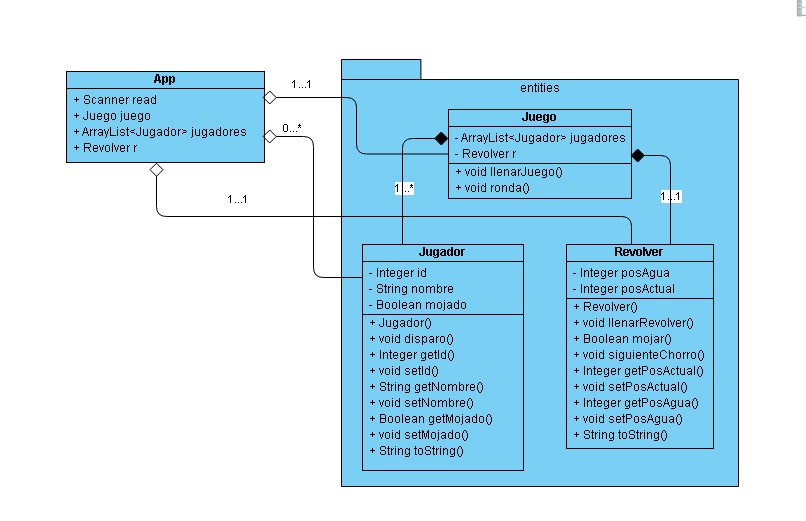 App
+ Scanner read
+ Juego juego
+ ArrayList<Jugador> jugadores
+ Revolver r
1...1
0...*
1...1
entities
Juego
- ArrayList<Jugador> jugadores
- Revolver r
+ void llenarJuego()
+ void ronda()
1...*
1...1
Jugador
- Integer id
- String nombre
- Boolean mojado
+ Jugador()
+ void disparo()
+ Integer getId()
+ void setId()
+ String getNombre()
+ void setNombre()
+ Boolean getMojado()
+ void setMojado()
+ String toString()
Revolver
- Integer posAgua
- Integer posActual
+ Revolver()
+ void llenarRevolver()
+ Boolean mojar()
+ void siguienteChorro()
+ Integer getPosActual()
+ void setPosActual()
+ Integer getPosAgua()
+ void setPosAgua()
+ String toString()